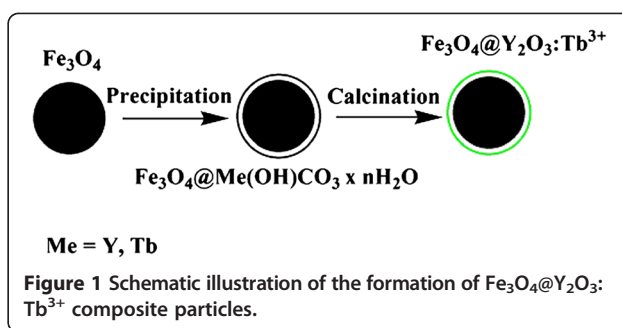 Fe₃O₄@Y₂O₃:Tb³⁺
Fe₃O₄
Precipitation
Calcination
Fe₃O₄@Me(OH)CO₃ x nH₂O
Me = Y, Tb
Figure 1 Schematic illustration of the formation of Fe₃O₄@Y₂O₃:
Tb³⁺ composite particles.